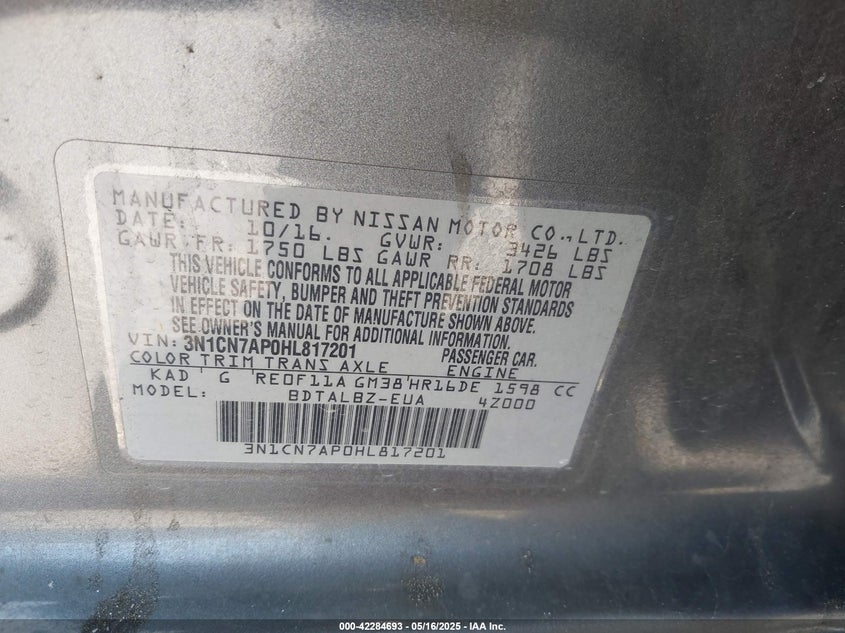 MANUFACTURED BY NISSAN MOTOR CO., LTD.
DATE: 10/16. GVWR: 3426 LBS
GAWR FR: 1750 LBS GAWR RR: 1708 LBS
THIS VEHICLE CONFORMS TO ALL APPLICABLE FEDERAL MOTOR
VEHICLE SAFETY, BUMPER AND THEFT PREVENTION STANDARDS
IN EFFECT ON THE DATE OF MANUFACTURE SHOWN ABOVE.
SEE OWNER'S MANUAL FOR ADDITIONAL INFORMATION.
VIN: 3N1CN7AP0HL817201 PASSENGER CAR.
COLOR TRIM TRANS AXLE ENGINE
KAD G RE0F11A GM38 HR16DE 1598 CC
MODEL: BDTALBZ-EUA 4Z000
3N1CN7AP0HL817201
000-42284693 - 05/16/2025 - IAA Inc.